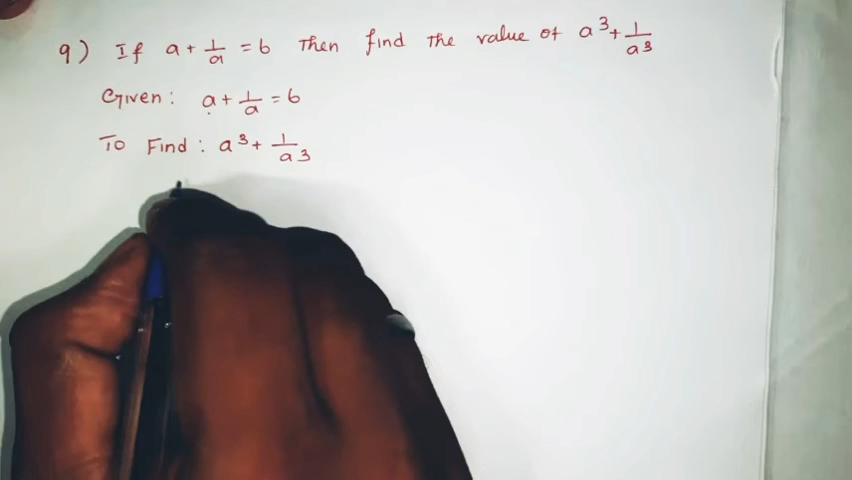 9) If a + 1/a = 6 Then find the value of a³ + 1/a³
Given: a + 1/a = 6
To Find: a³ + 1/a³